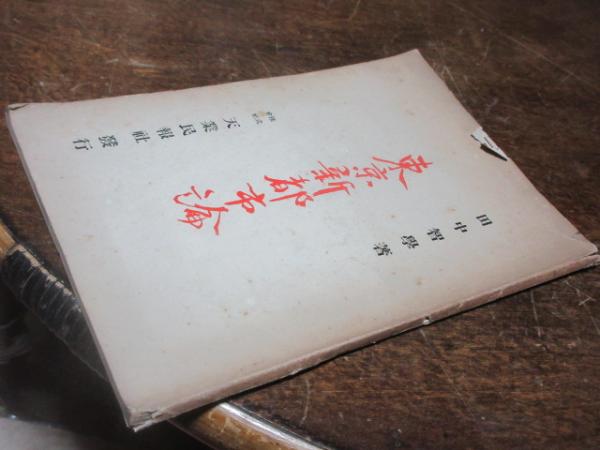 田中智學著
東京新都市論
天業民報社發行